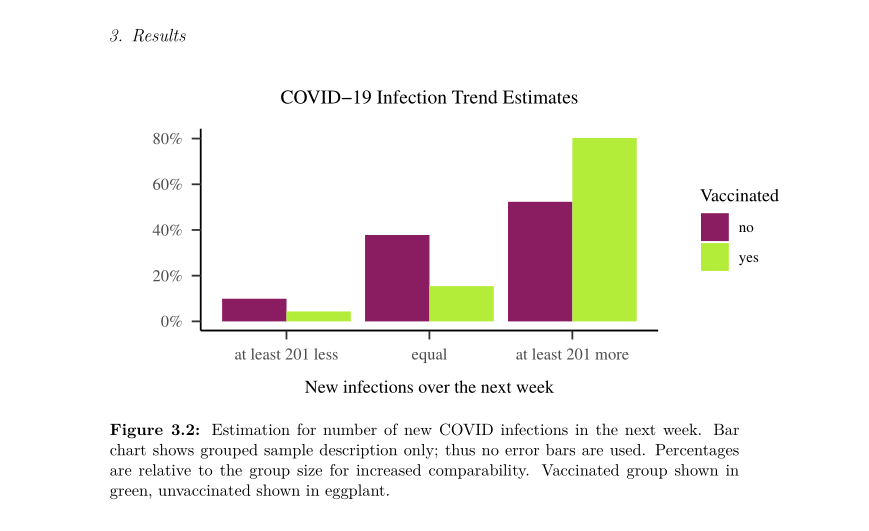 3. Results
COVID−19 Infection Trend Estimates
80%
60%
40%
20%
0%
at least 201 less
equal
at least 201 more
New infections over the next week
Vaccinated
no
yes
Figure 3.2: Estimation for number of new COVID infections in the next week. Bar
chart shows grouped sample description only; thus no error bars are used. Percentages
are relative to the group size for increased comparability. Vaccinated group shown in
green, unvaccinated shown in eggplant.